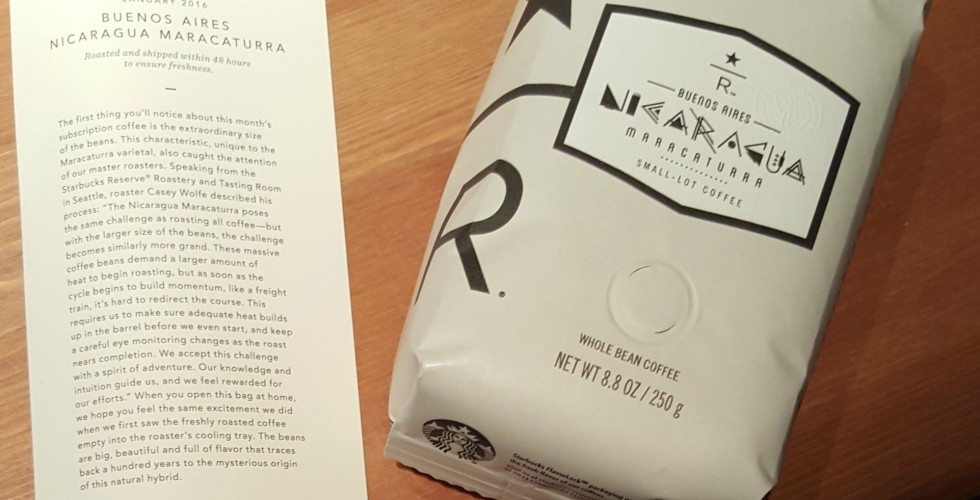 JANUARY 2016
BUENOS AIRES
NICARAGUA MARACATURRA
Roasted and shipped within 48 hours
to ensure freshness.
The first thing you'll notice about this month's
subscription coffee is the extraordinary size
of the beans. This characteristic, unique to the
Maracaturra varietal, also caught the attention
of our master roasters. Speaking from the
Starbucks Reserve® Roastery and Tasting Room
in Seattle, roaster Casey Wolfe described his
process: "The Nicaragua Maracaturra poses
the same challenge as roasting all coffee—but
with the larger size of the beans, the challenge
becomes similarly more grand. These massive
coffee beans demand a larger amount of
heat to begin roasting, but as soon as the
cycle begins to build momentum, like a freight
train, it's hard to redirect the course. This
requires us to make sure adequate heat builds
up in the barrel before we even start, and keep
a careful eye monitoring changes as the roast
nears completion. We accept this challenge
with a spirit of adventure. Our knowledge and
intuition guide us, and we feel rewarded for
our efforts." When you open this bag at home,
we hope you feel the same excitement we did
when we first saw the freshly roasted coffee
empty into the roaster's cooling tray. The beans
are big, beautiful and full of flavor that traces
back a hundred years to the mysterious origin
of this natural hybrid.
R™
BUENOS AIRES
NICARAGUA
MARACATURRA
SMALL-LOT COFFEE
R®
WHOLE BEAN COFFEE
NET WT 8.8 OZ / 250 g
Starbucks FlavorLock™ packaging
the fresh flavor of our coffee